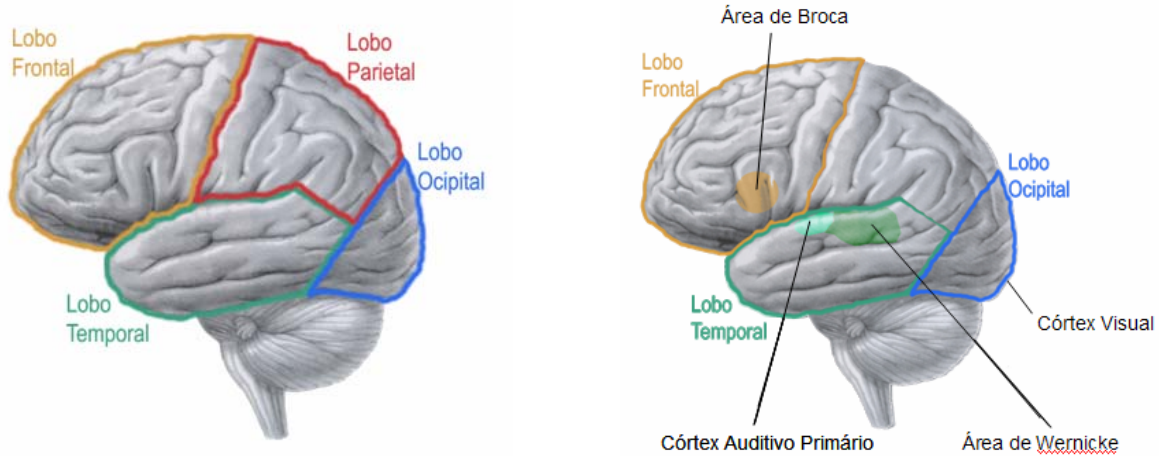 Lobo
Frontal
Lobo
Parietal
Lobo
Ocipital
Lobo
Temporal
Área de Broca
Lobo
Frontal
Lobo
Ocipital
Lobo
Temporal
Córtex Visual
Córtex Auditivo Primário
Área de Wernicke